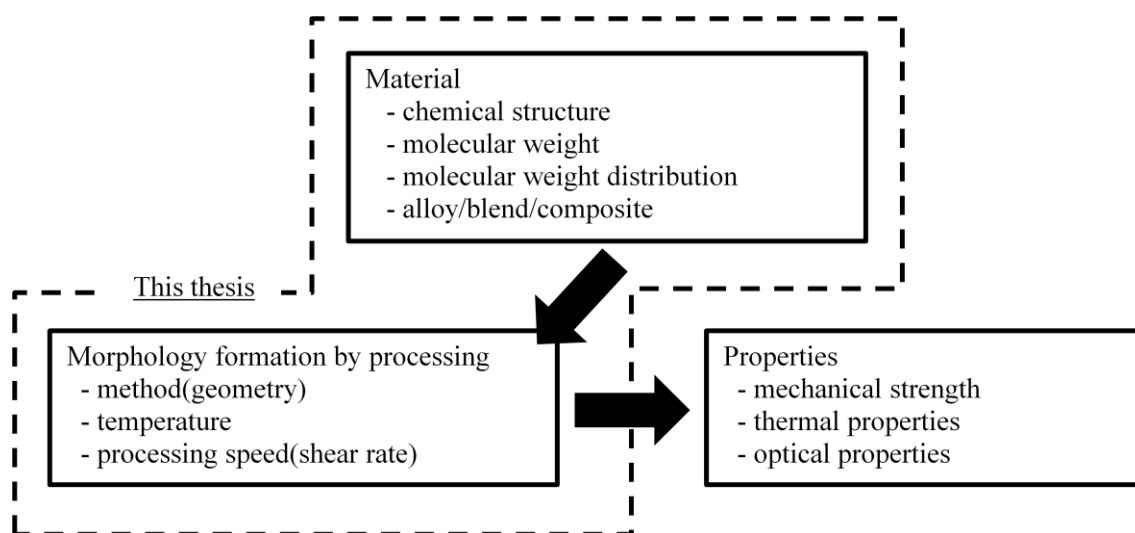 Material
- chemical structure
- molecular weight
- molecular weight distribution
- alloy/blend/composite
This thesis
Morphology formation by processing
- method(geometry)
- temperature
- processing speed(shear rate)
Properties
- mechanical strength
- thermal properties
- optical properties